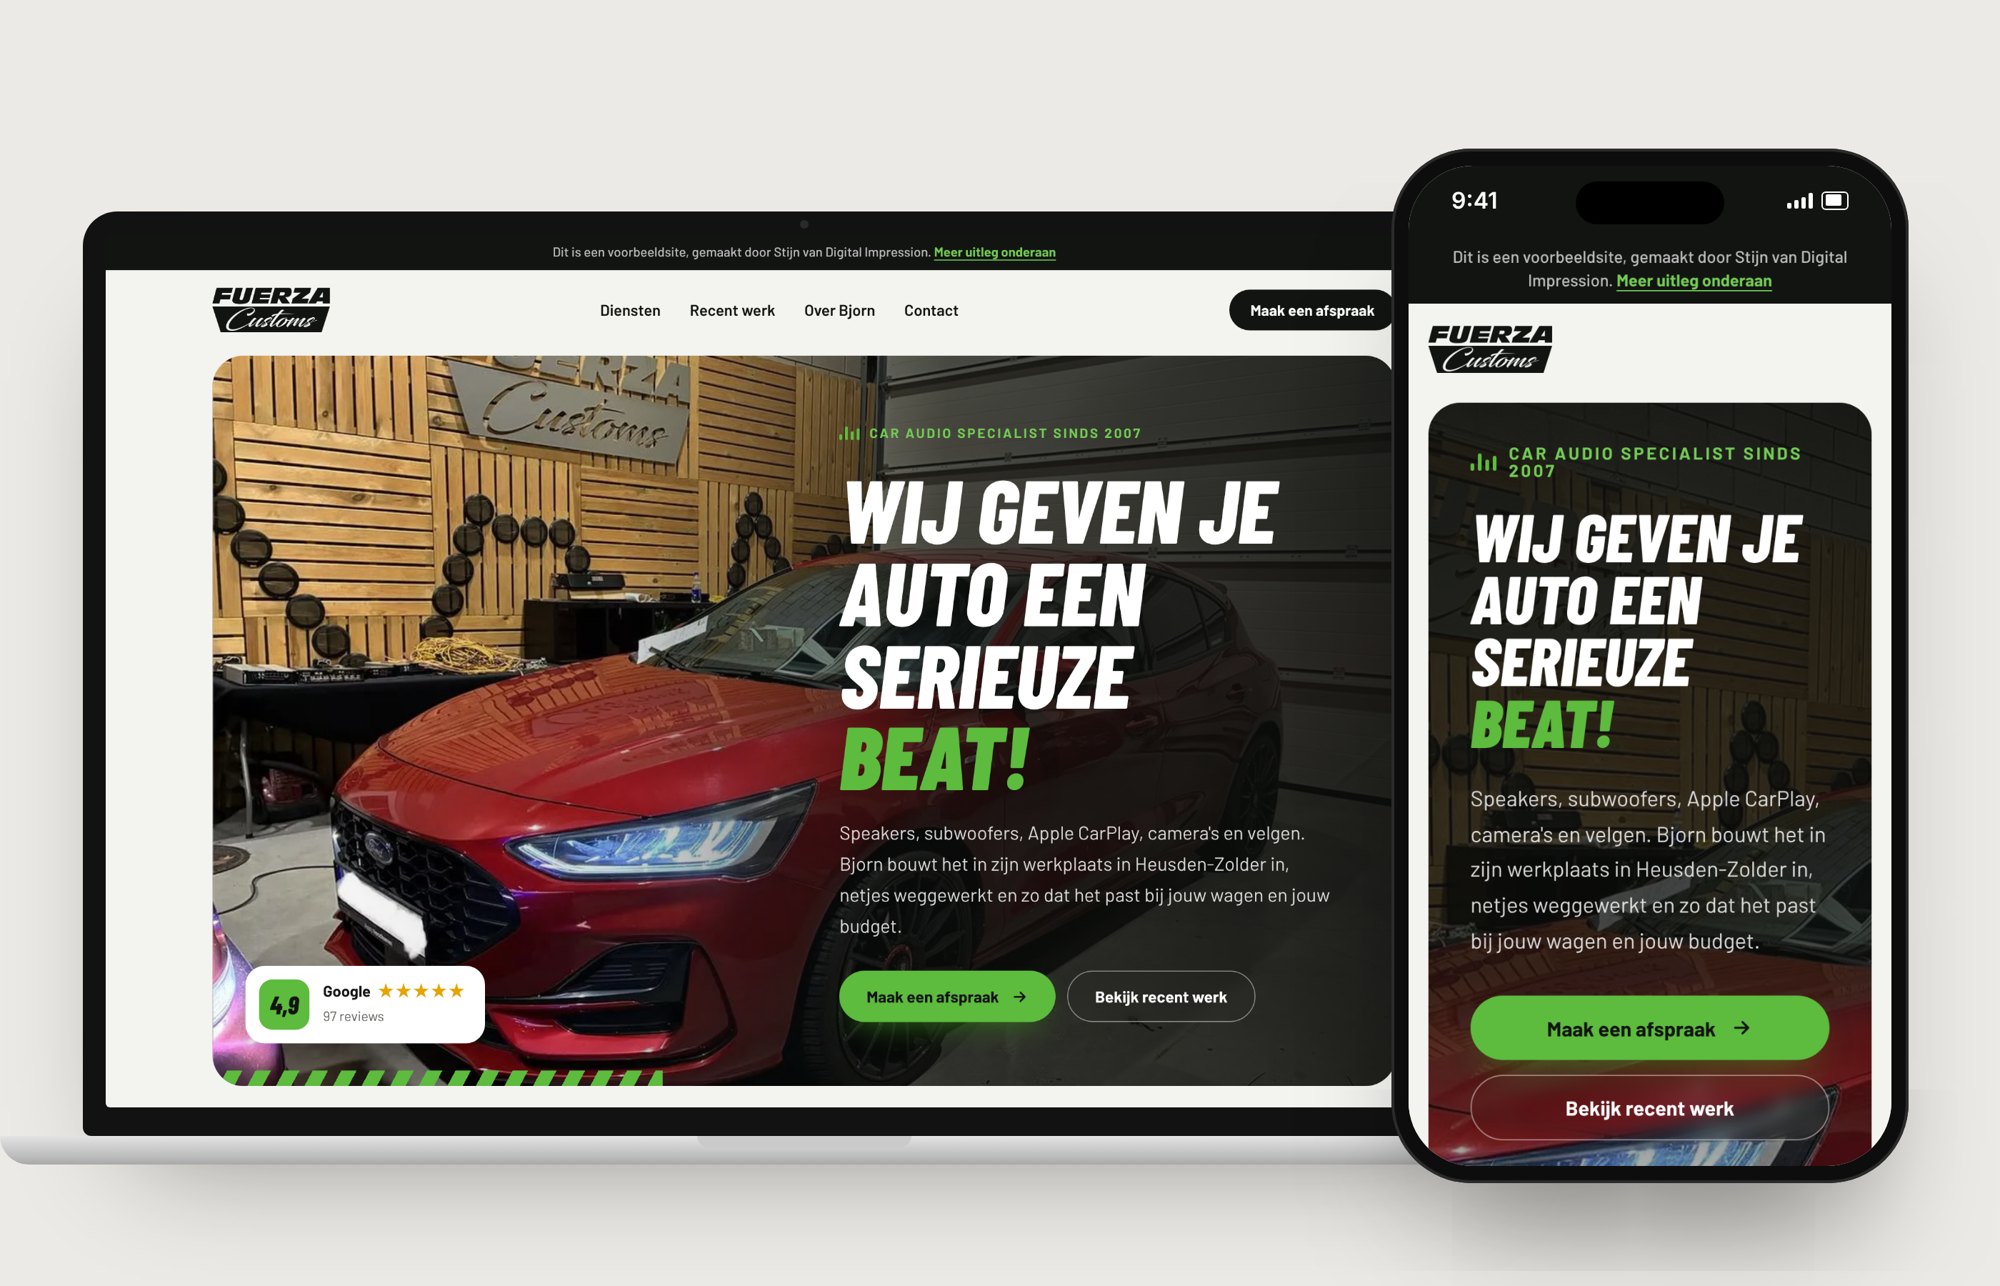 Dit is een voorbeeldsite, gemaakt door Stijn van Digital Impression. Meer uitleg onderaan
FUERZA
Customs
Diensten
Recent werk
Over Bjorn
Contact
Maak een afspraak
Customs
CAR AUDIO SPECIALIST SINDS 2007
WIJ GEVEN JE
AUTO EEN
SERIEUZE
BEAT!
Speakers, subwoofers, Apple CarPlay, camera's en velgen.
Bjorn bouwt het in zijn werkplaats in Heusden-Zolder in,
netjes weggewerkt en zo dat het past bij jouw wagen en jouw
budget.
Maak een afspraak →
Bekijk recent werk
4,9
Google ★★★★★
97 reviews
9:41
Dit is een voorbeeldsite, gemaakt door Stijn van Digital
Impression. Meer uitleg onderaan
FUERZA
Customs
CAR AUDIO SPECIALIST SINDS
2007
WIJ GEVEN JE
AUTO EEN
SERIEUZE
BEAT!
Speakers, subwoofers, Apple CarPlay,
camera's en velgen. Bjorn bouwt het in
zijn werkplaats in Heusden-Zolder in,
netjes weggewerkt en zo dat het past
bij jouw wagen en jouw budget.
Maak een afspraak →
Bekijk recent werk